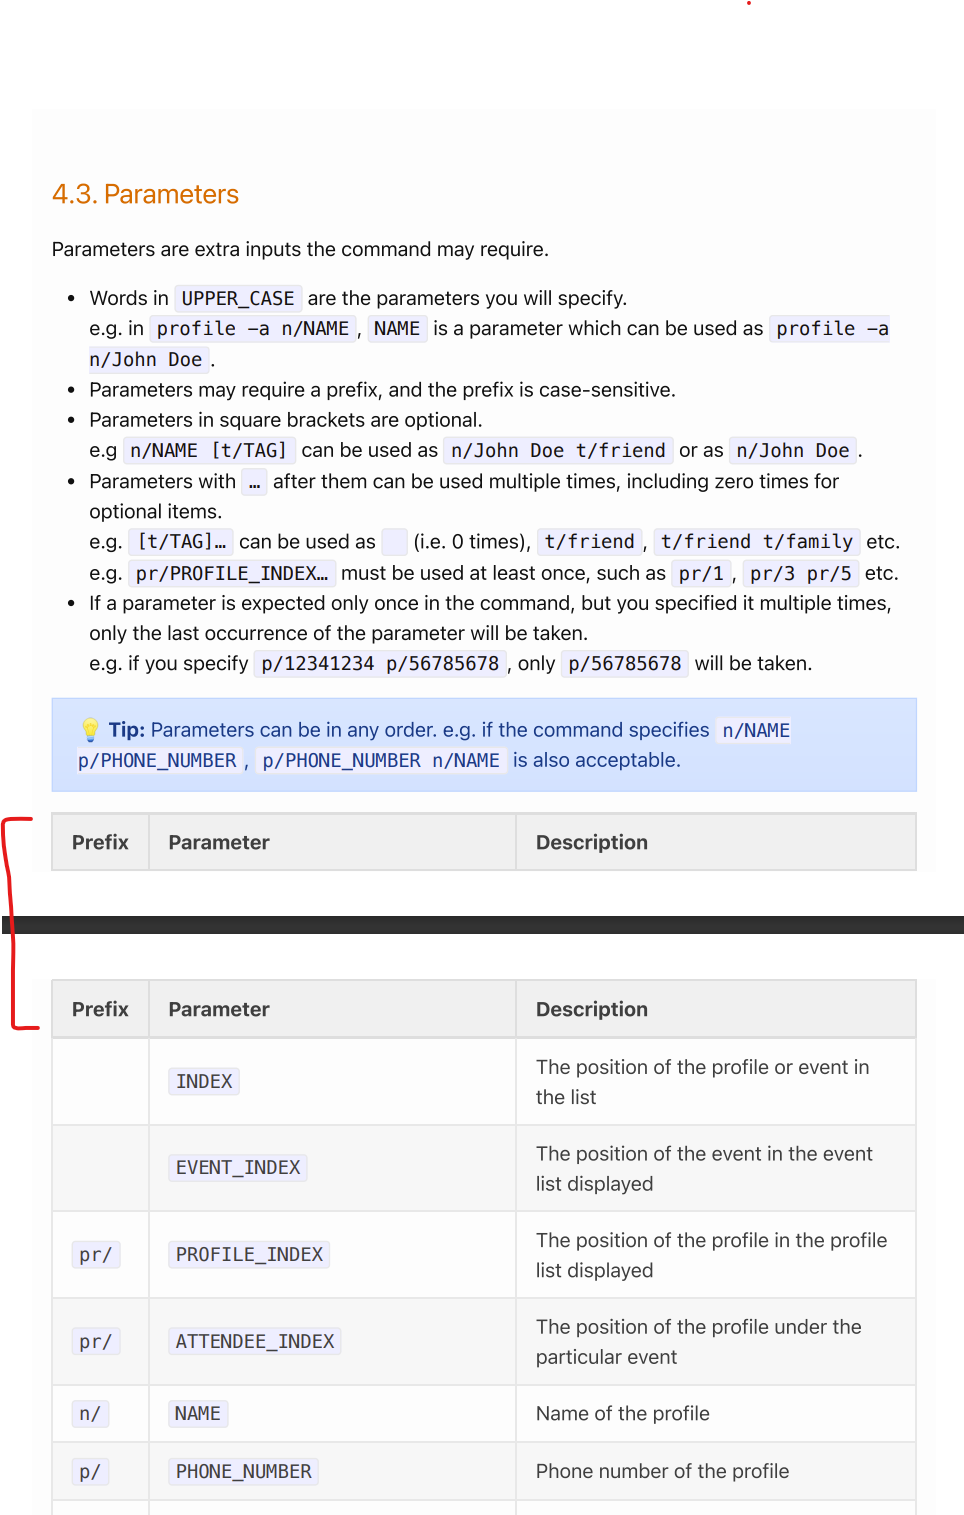 4.3. Parameters
Parameters are extra inputs the command may require.
• Words in UPPER_CASE are the parameters you will specify.
e.g. in profile -a n/NAME , NAME is a parameter which can be used as profile -a
n/John Doe .
• Parameters may require a prefix, and the prefix is case-sensitive.
• Parameters in square brackets are optional.
e.g n/NAME [t/TAG] can be used as n/John Doe t/friend or as n/John Doe .
• Parameters with … after them can be used multiple times, including zero times for
optional items.
e.g. [t/TAG]… can be used as (i.e. 0 times), t/friend , t/friend t/family etc.
e.g. pr/PROFILE_INDEX… must be used at least once, such as pr/1 , pr/3 pr/5 etc.
• If a parameter is expected only once in the command, but you specified it multiple times,
only the last occurrence of the parameter will be taken.
e.g. if you specify p/12341234 p/56785678 , only p/56785678 will be taken.
💡 Tip: Parameters can be in any order. e.g. if the command specifies n/NAME
p/PHONE_NUMBER , p/PHONE_NUMBER n/NAME is also acceptable.
Prefix Parameter Description
Prefix Parameter Description
INDEX The position of the profile or event in
the list
EVENT_INDEX The position of the event in the event
list displayed
pr/ PROFILE_INDEX The position of the profile in the profile
list displayed
pr/ ATTENDEE_INDEX The position of the profile under the
particular event
n/ NAME Name of the profile
p/ PHONE_NUMBER Phone number of the profile